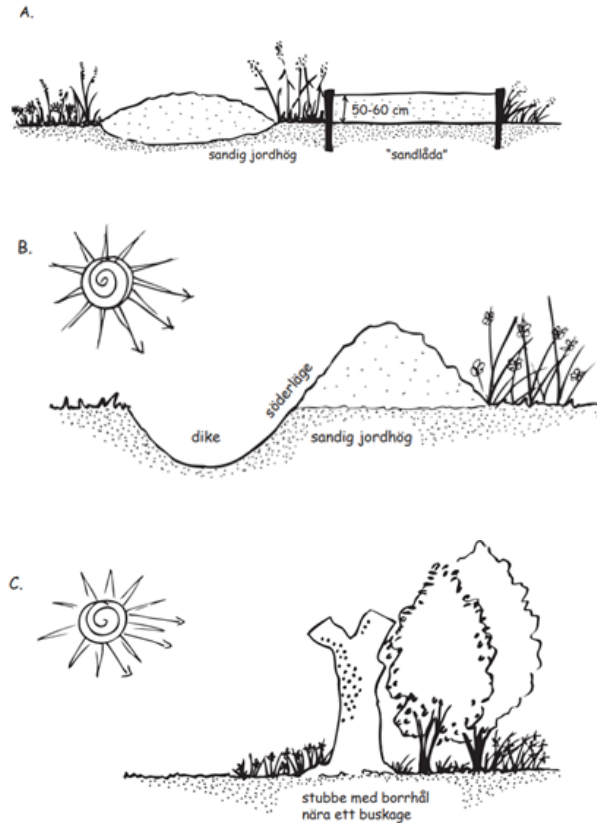 A.
50-60 cm
sandig jordhög
"sandlåda"
B.
söderläge
dike
sandig jordhög
C.
stubbe med borrhål
nära ett buskage